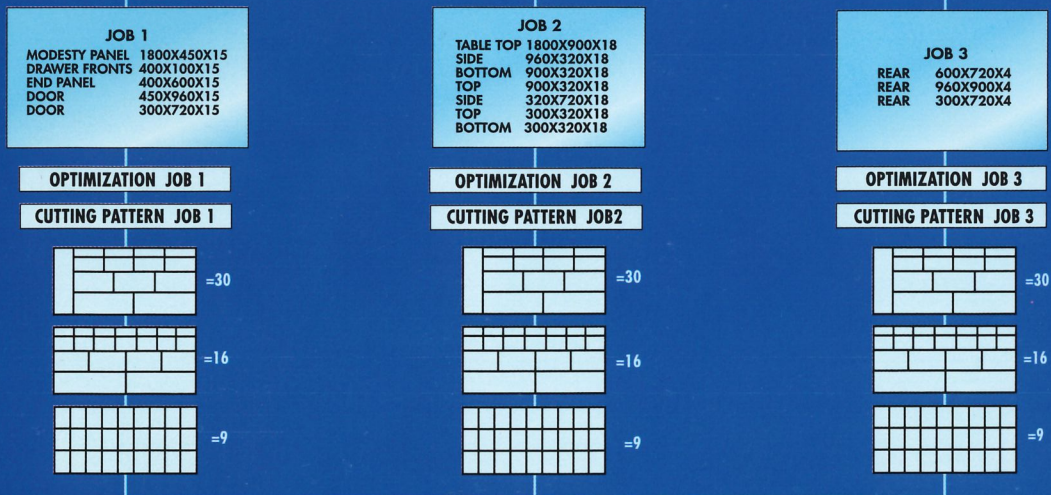 JOB 1
MODESTY PANEL 1800X450X15
DRAWER FRONTS 400X100X15
END PANEL 400X600X15
DOOR 450X960X15
DOOR 300X720X15
OPTIMIZATION JOB 1
CUTTING PATTERN JOB 1
=30
=16
=9
JOB 2
TABLE TOP 1800X900X18
SIDE 960X320X18
BOTTOM 900X320X18
TOP 900X320X18
SIDE 320X720X18
TOP 300X320X18
BOTTOM 300X320X18
OPTIMIZATION JOB 2
CUTTING PATTERN JOB2
=30
=16
=9
JOB 3
REAR 600X720X4
REAR 960X900X4
REAR 300X720X4
OPTIMIZATION JOB 3
CUTTING PATTERN JOB 3
=30
=16
=9